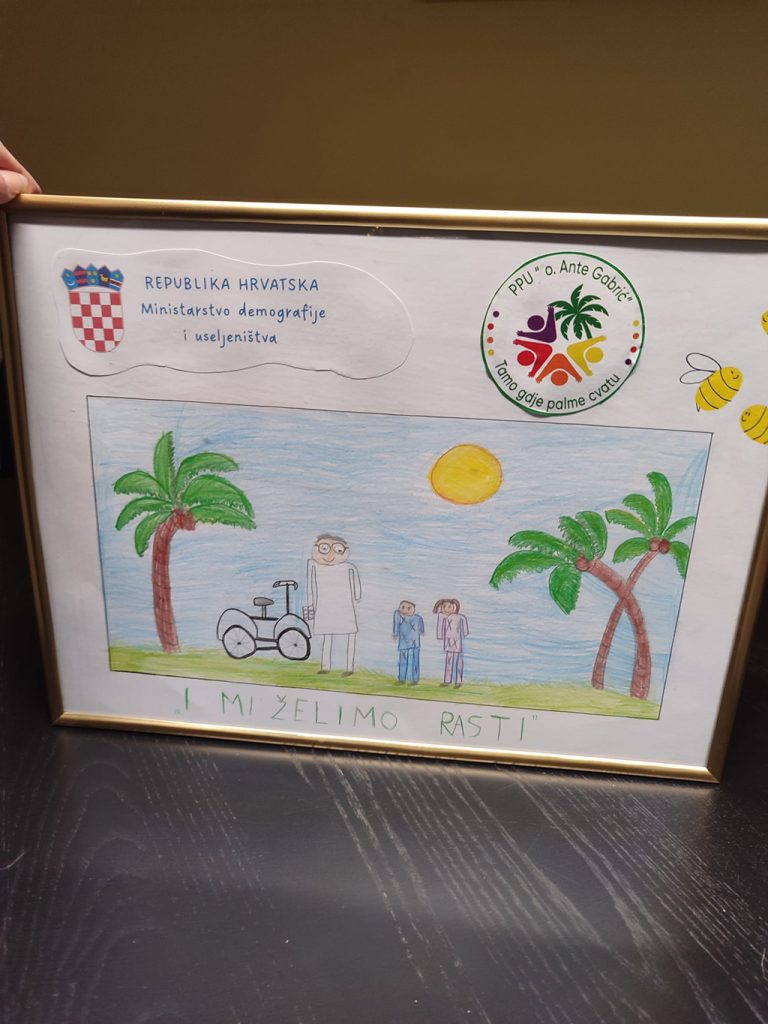 REPUBLIKA HRVATSKA
Ministarstvo demografije
i useljeništva
PPU " o. Ante Gabrić"
Tamo gdje palme cvatu
„I MI ŽELIMO RASTI"